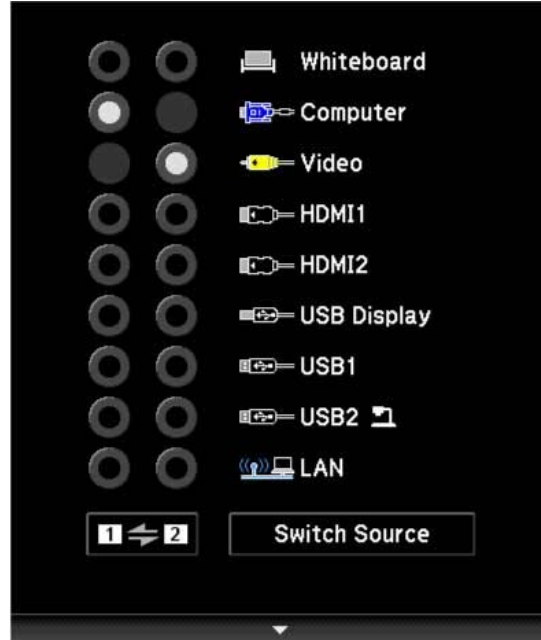 Whiteboard
Computer
Video
HDMI1
HDMI2
USB Display
USB1
USB2
LAN
1 2 Switch Source